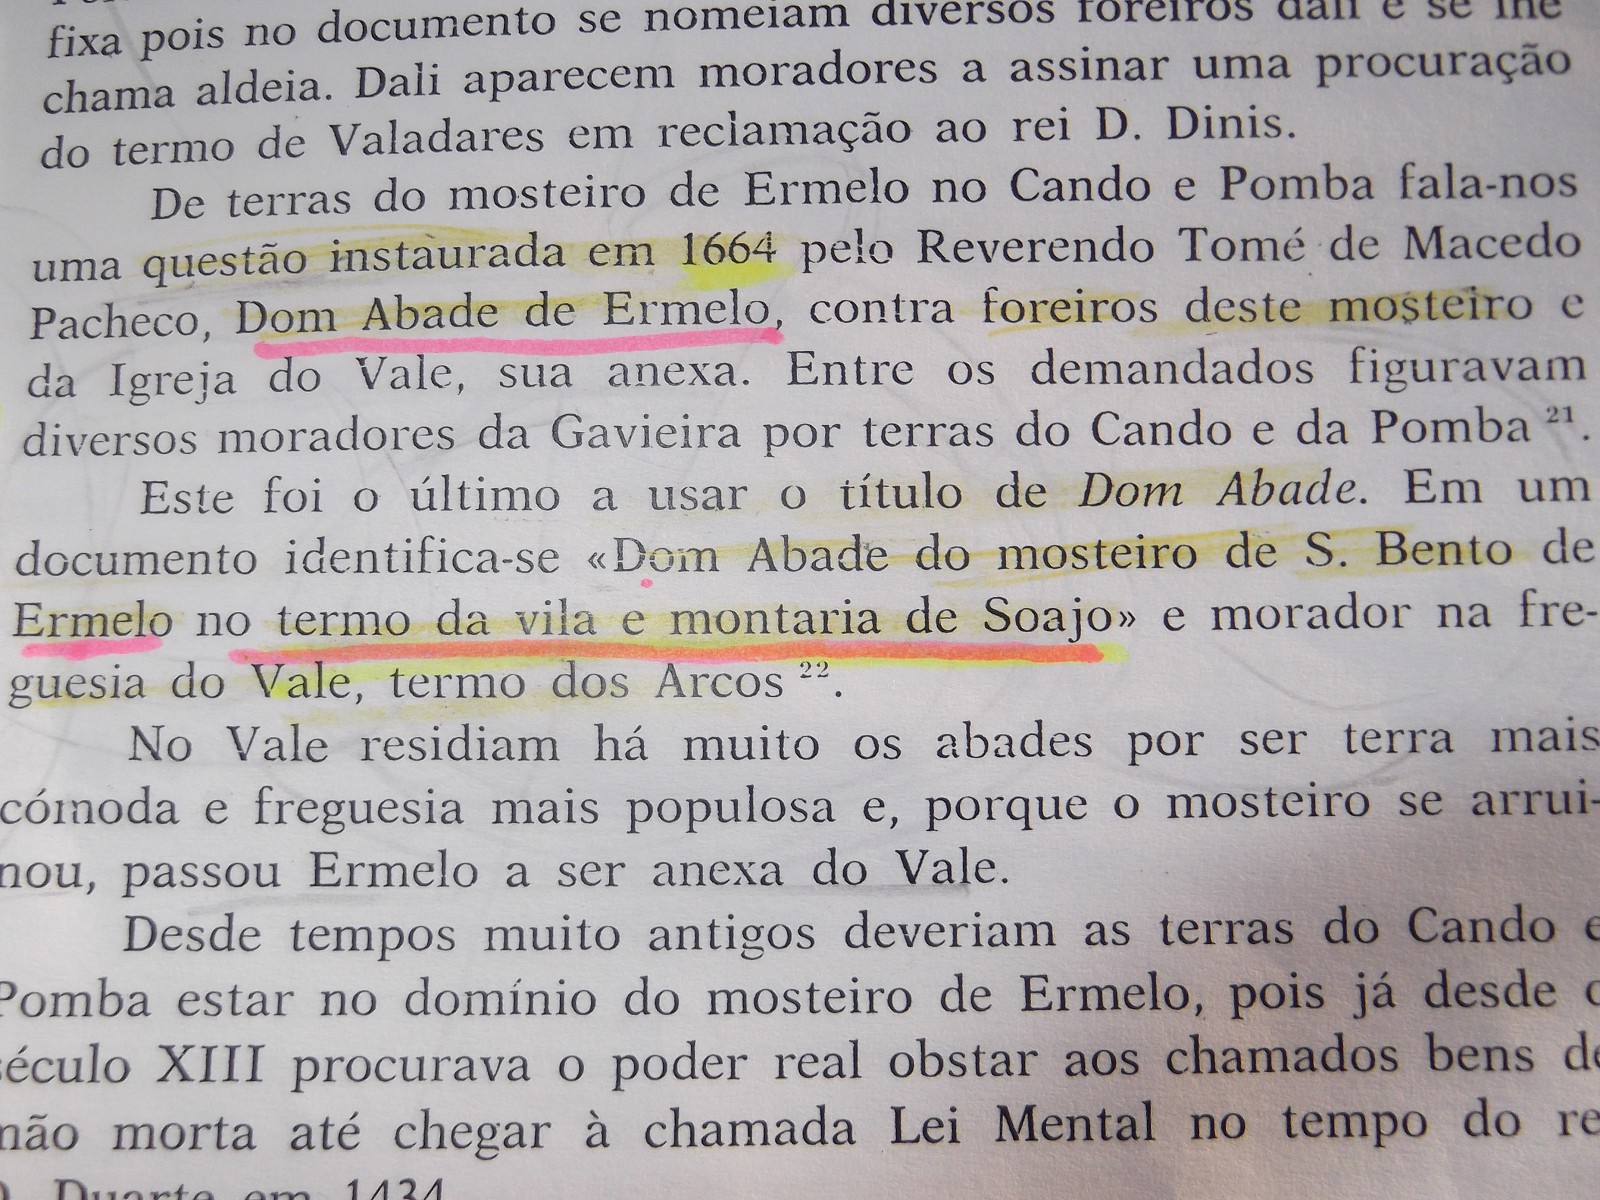 fixa pois no documento se nomeiam diversos foreiros dali e se lhe
chama aldeia. Dali aparecem moradores a assinar uma procuração
do termo de Valadares em reclamação ao rei D. Dinis.
De terras do mosteiro de Ermelo no Cando e Pomba fala-nos
uma questão instaurada em 1664 pelo Reverendo Tomé de Macedo
Pacheco, Dom Abade de Ermelo, contra foreiros deste mosteiro e
da Igreja do Vale, sua anexa. Entre os demandados figuravam
diversos moradores da Gavieira por terras do Cando e da Pomba 21.
Este foi o último a usar o título de Dom Abade. Em um
documento identifica-se «Dom Abade do mosteiro de S. Bento de
Ermelo no termo da vila e montaria de Soajo» e morador na fre-
guesia do Vale, termo dos Arcos 22.
No Vale residiam há muito os abades por ser terra mais
cómoda e freguesia mais populosa e, porque o mosteiro se arrui-
nou, passou Ermelo a ser anexa do Vale.
Desde tempos muito antigos deveriam as terras do Cando e
Pomba estar no domínio do mosteiro de Ermelo, pois já desde o
século XIII procurava o poder real obstar aos chamados bens de
mão morta até chegar à chamada Lei Mental no tempo do re
D. Duarte em 1434